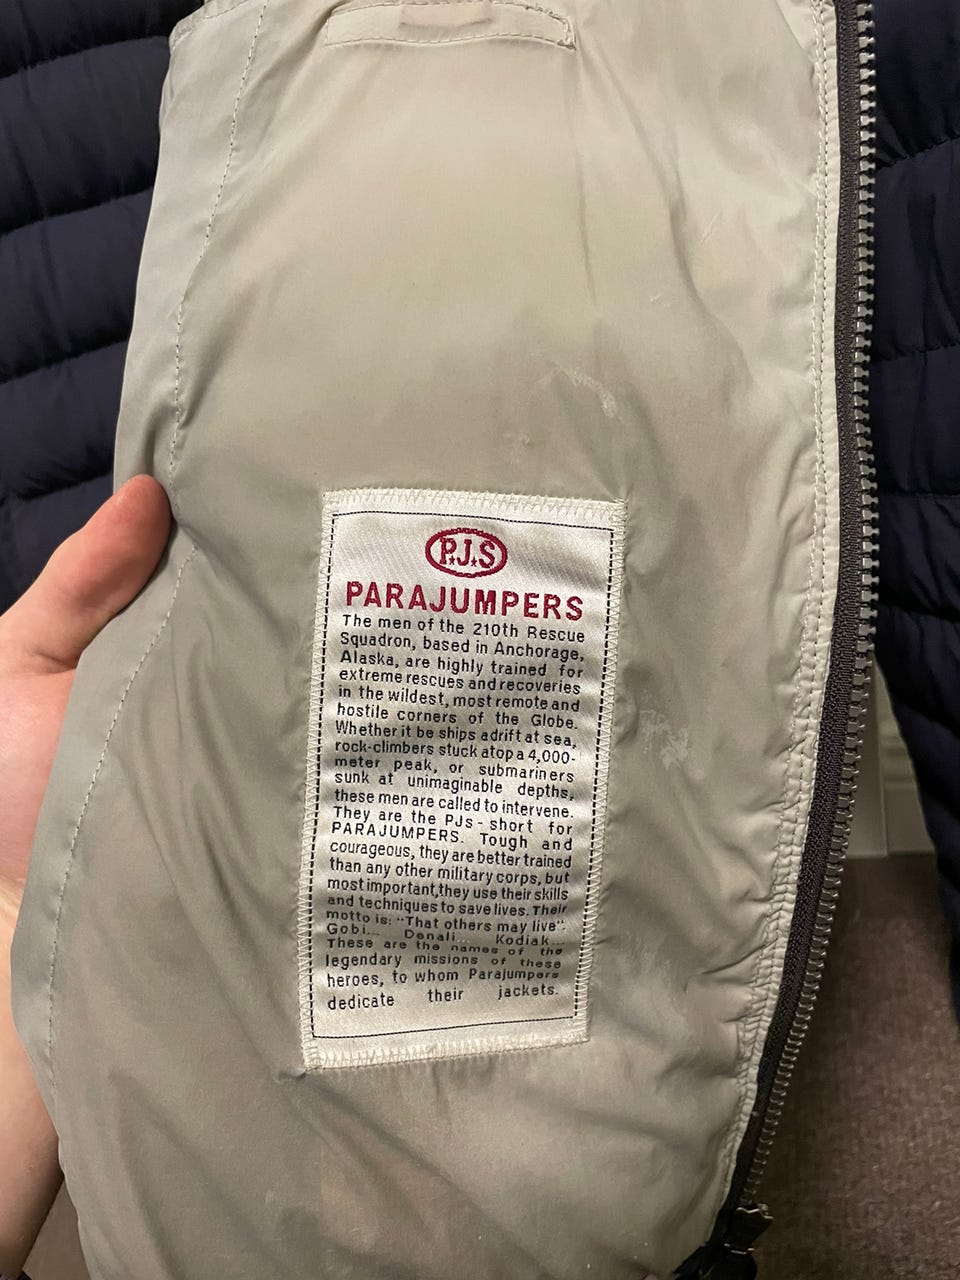 P.J.S
PARAJUMPERS
The men of the 210th Rescue
Squadron, based in Anchorage,
Alaska, are highly trained for
extreme rescues and recoveries
in the wildest, most remote and
hostile corners of the Globe.
Whether it be ships adrift at sea,
rock-climbers stuck atop a 4,000-
meter peak, or submariners
sunk at unimaginable depths,
these men are called to intervene.
They are the PJs - short for
PARAJUMPERS. Tough and
courageous, they are better trained
than any other military corps, but
most important,they use their skills
and techniques to save lives. Their
motto is: "That others may live".
Gobi... Denali... Kodiak...
These are the names of the
legendary missions of these
heroes, to whom Parajumpers
dedicate their jackets.